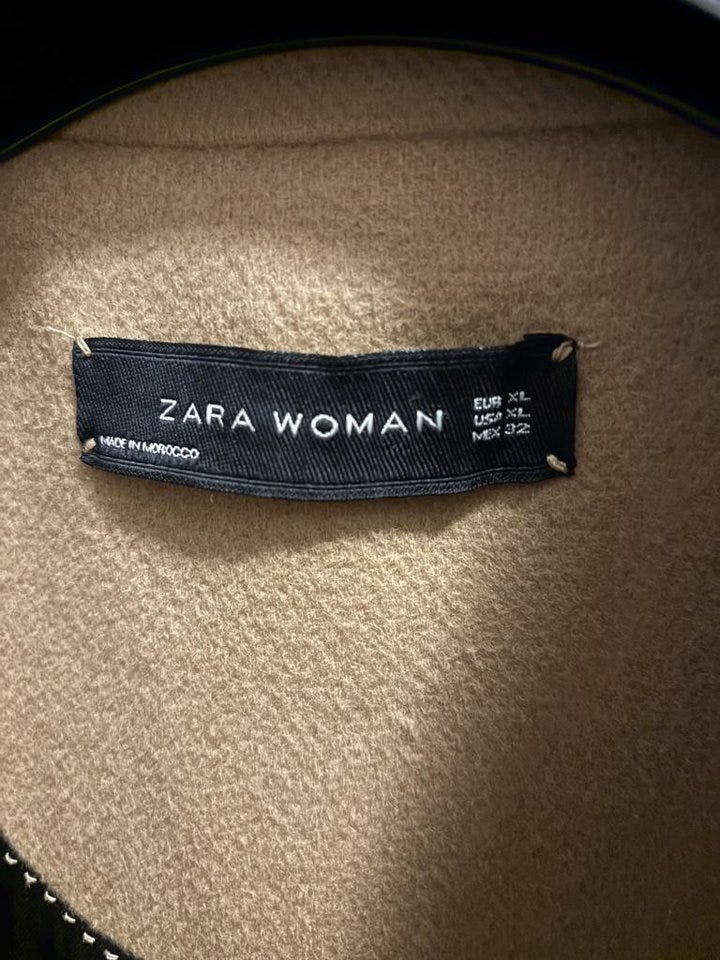 ZARA WOMAN
EUR XL
USA XL
MEX 32
MADE IN MOROCCO